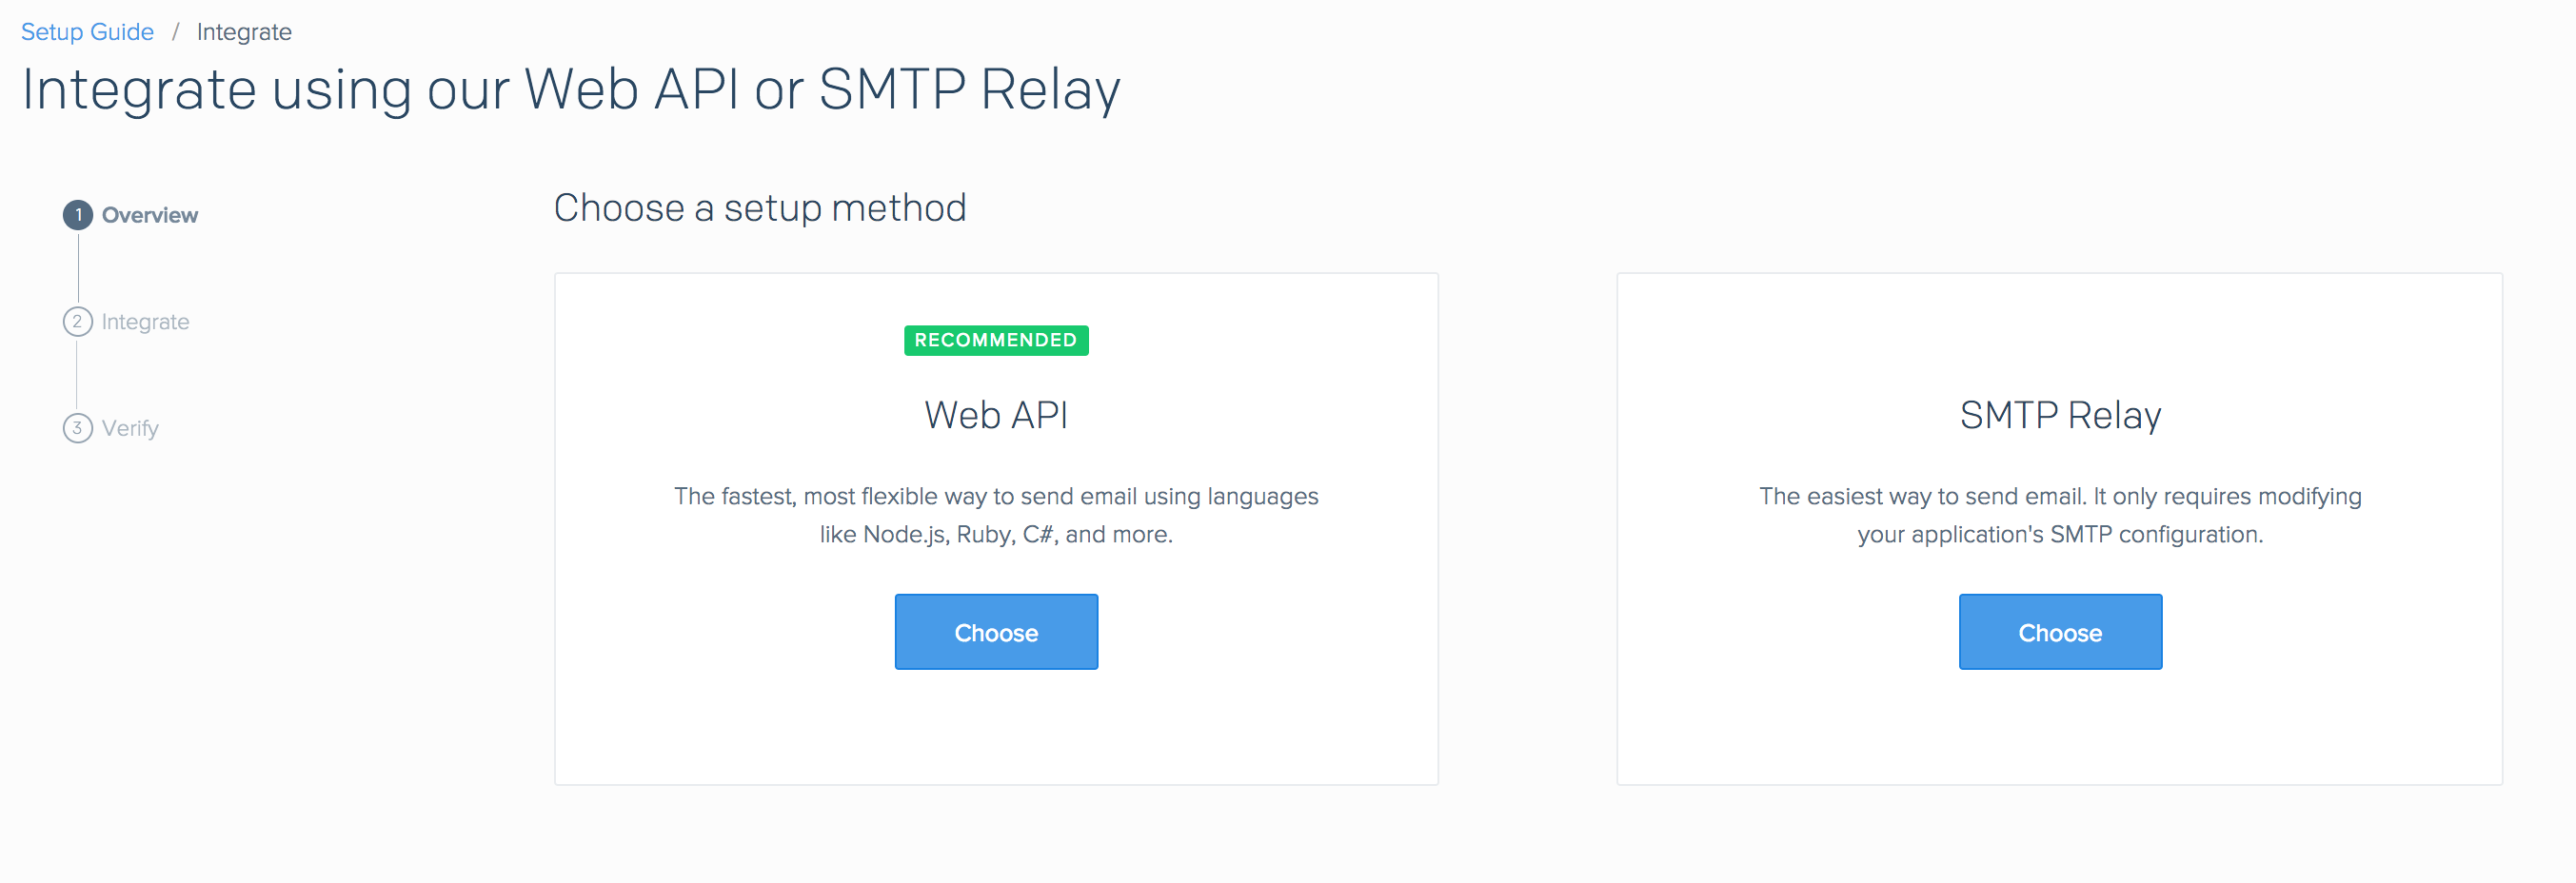 Setup Guide / Integrate
Integrate using our Web API or SMTP Relay
1 Overview
2 Integrate
3 Verify
Choose a setup method
RECOMMENDED
Web API
The fastest, most flexible way to send email using languages
like Node.js, Ruby, C#, and more.
Choose
SMTP Relay
The easiest way to send email. It only requires modifying
your application's SMTP configuration.
Choose